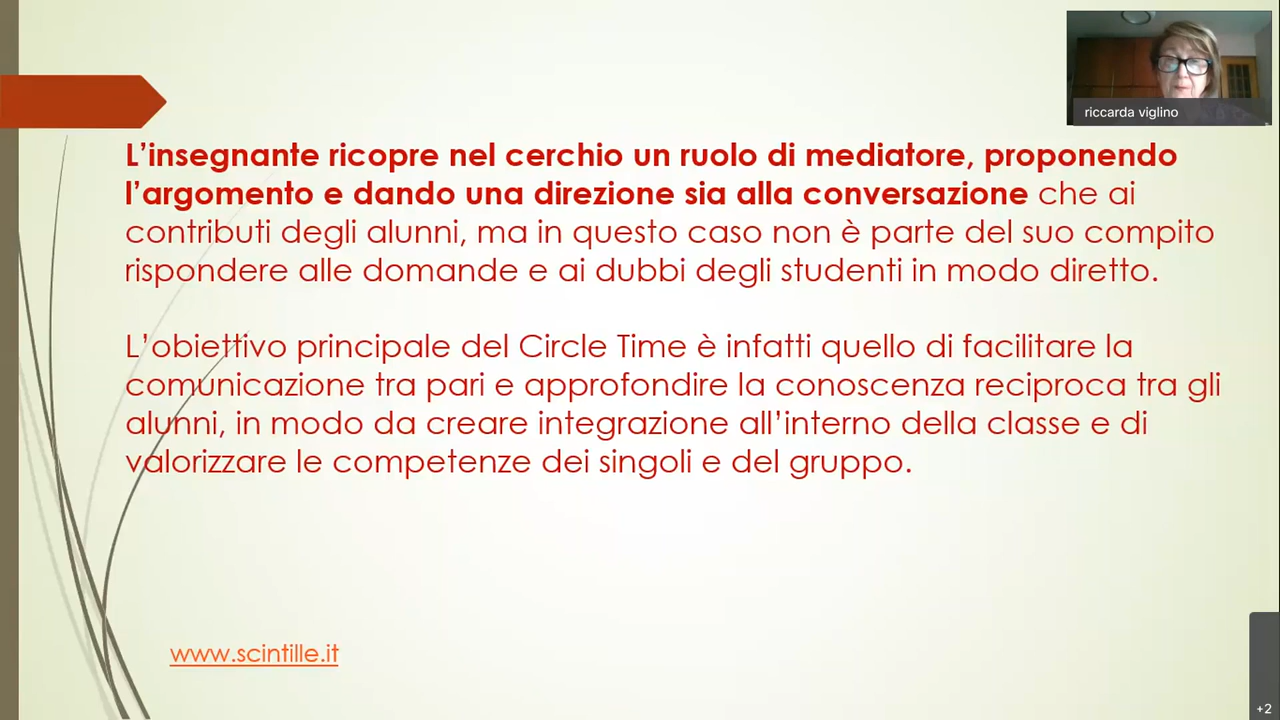 riccarda viglino
L’insegnante ricopre nel cerchio un ruolo di mediatore, proponendo
l’argomento e dando una direzione sia alla conversazione che ai
contributi degli alunni, ma in questo caso non è parte del suo compito
rispondere alle domande e ai dubbi degli studenti in modo diretto.
L’obiettivo principale del Circle Time è infatti quello di facilitare la
comunicazione tra pari e approfondire la conoscenza reciproca tra gli
alunni, in modo da creare integrazione all’interno della classe e di
valorizzare le competenze dei singoli e del gruppo.
www.scintille.it
+2